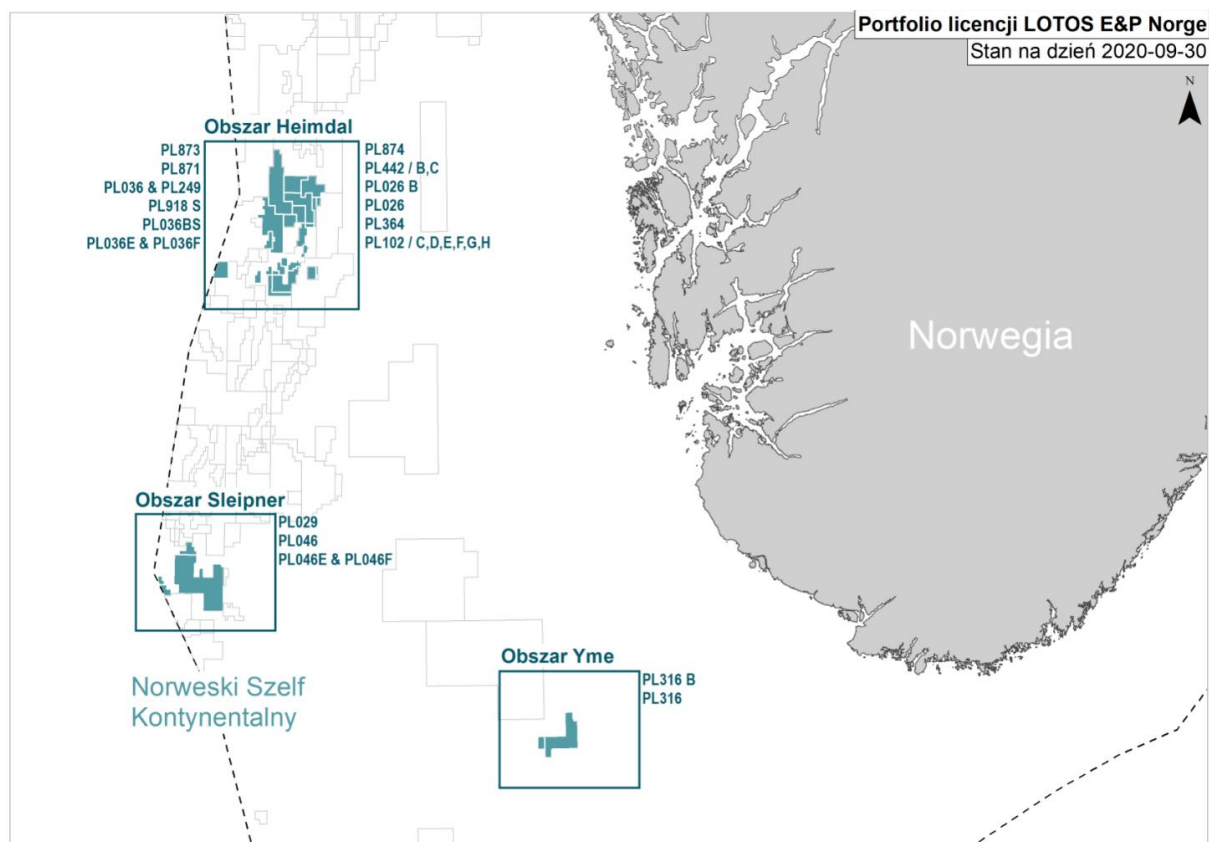 Portfolio licencji LOTOS E&P Norge
Stan na dzień 2020-09-30
N
Obszar Heimdal
PL873
PL871
PL036 & PL249
PL918 S
PL036BS
PL036E & PL036F
PL874
PL442 / B,C
PL026 B
PL026
PL364
PL102 / C,D,E,F,G,H
Norwegia
Obszar Sleipner
PL029
PL046
PL046E & PL046F
Obszar Yme
PL316 B
PL316
Norweski Szelf
Kontynentalny